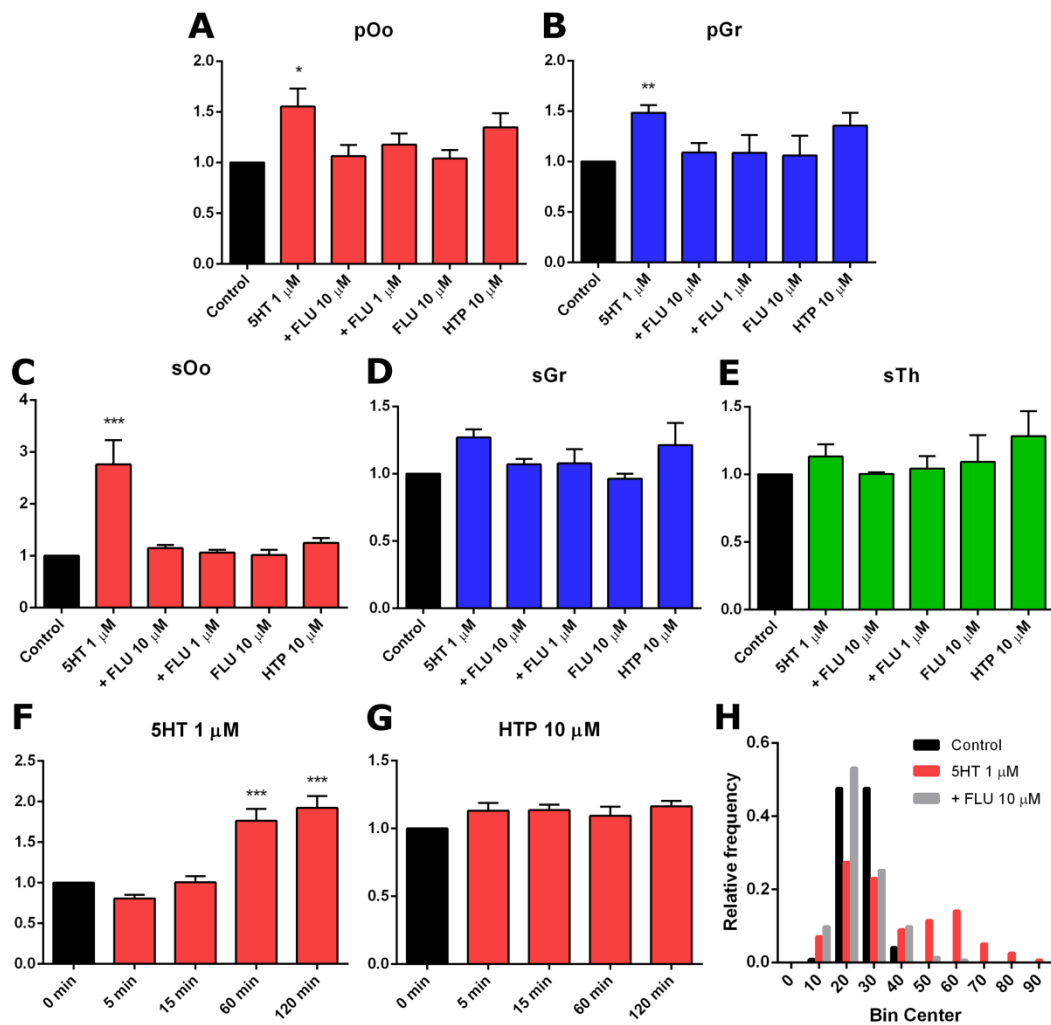 A
pOo
2.0
*
1.5
1.0
0.5
0.0
Control
5HT 1 µM
+ FLU 10 µM
+ FLU 1 µM
FLU 10 µM
HTP 10 µM
B
pGr
2.0
**
1.5
1.0
0.5
0.0
Control
5HT 1 µM
+ FLU 10 µM
+ FLU 1 µM
FLU 10 µM
HTP 10 µM
C
sOo
4
***
3
2
1
0
Control
5HT 1 µM
+ FLU 10 µM
+ FLU 1 µM
FLU 10 µM
HTP 10 µM
D
sGr
1.5
1.0
0.5
0.0
Control
5HT 1 µM
+ FLU 10 µM
+ FLU 1 µM
FLU 10 µM
HTP 10 µM
E
sTh
1.5
1.0
0.5
0.0
Control
5HT 1 µM
+ FLU 10 µM
+ FLU 1 µM
FLU 10 µM
HTP 10 µM
F
5HT 1 µM
2.5
2.0
*** ***
1.5
1.0
0.5
0.0
0 min
5 min
15 min
60 min
120 min
G
HTP 10 µM
1.5
1.0
0.5
0.0
0 min
5 min
15 min
60 min
120 min
H
Control
5HT 1 µM
+ FLU 10 µM
Relative frequency
0.6
0.4
0.2
0.0
0 10 20 30 40 50 60 70 80 90
Bin Center